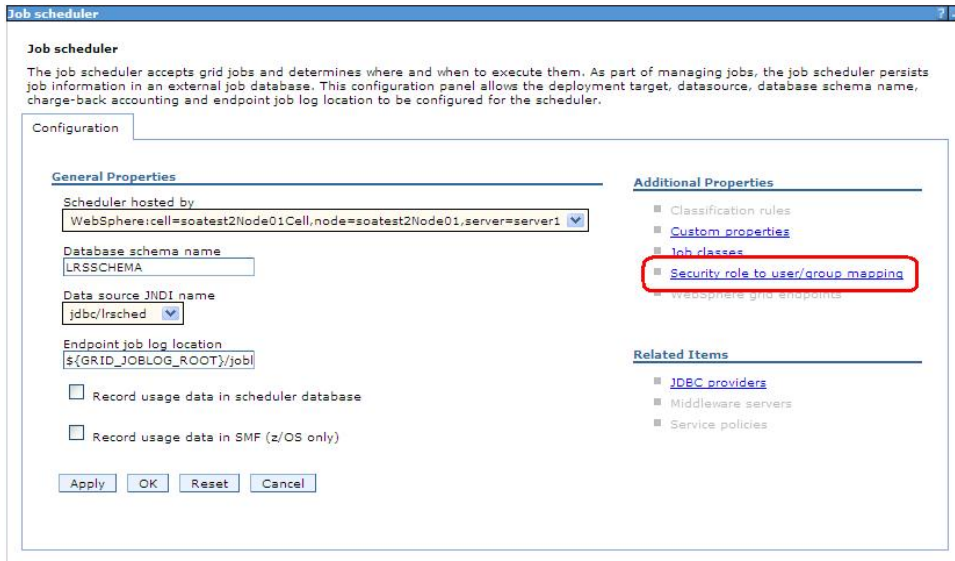 Job scheduler
?
Job scheduler
The job scheduler accepts grid jobs and determines where and when to execute them. As part of managing jobs, the job scheduler persists
job information in an external job database. This configuration panel allows the deployment target, datasource, database schema name,
charge-back accounting and endpoint job log location to be configured for the scheduler.
Configuration
General Properties
Scheduler hosted by
WebSphere:cell=soatest2Node01Cell,node=soatest2Node01,server=server1
Database schema name
LRSSCHEMA
Data source JNDI name
jdbc/lrsched
Endpoint job log location
${GRID_JOBLOG_ROOT}/jobl
Record usage data in scheduler database
Record usage data in SMF (z/OS only)
Apply OK Reset Cancel
Additional Properties
Classification rules
Custom properties
Job classes
Security role to user/group mapping
WebSphere grid endpoints
Related Items
JDBC providers
Middleware servers
Service policies